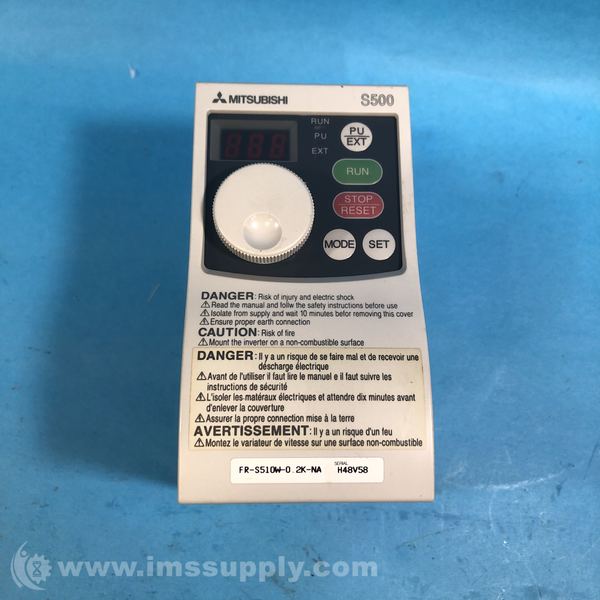 MITSUBISHI
S500
RUN
PU
EXT
PU
EXT
RUN
STOP
RESET
MODE
SET
DANGER: Risk of injury and electric shock
Read the manual and follw the safety instructions before use
Isolate from supply and wait 10 minutes befor removing this cover
Ensure proper earth connection
CAUTION: Risk of fire
Mount the inverter on a non-combustible surface
DANGER: Il y a un risque de se faire mal et de recevoir une
déscharge électrique
Avant de l'utiliser il faut lire le manuel e il faut suivre les
instructions de sécurité
L'isoler les matéraux électriques et attendre dix minutes avant
d'enlever la couverture
Assurer la propre connection mise à la terre
AVERTISSEMENT: Il y a un risque d'un feu
Montez le variateur de vitesse sur une surface non-combustible
FR-S510W-0.2K-NA
SERIAL
H48V58
www.imssupply.com